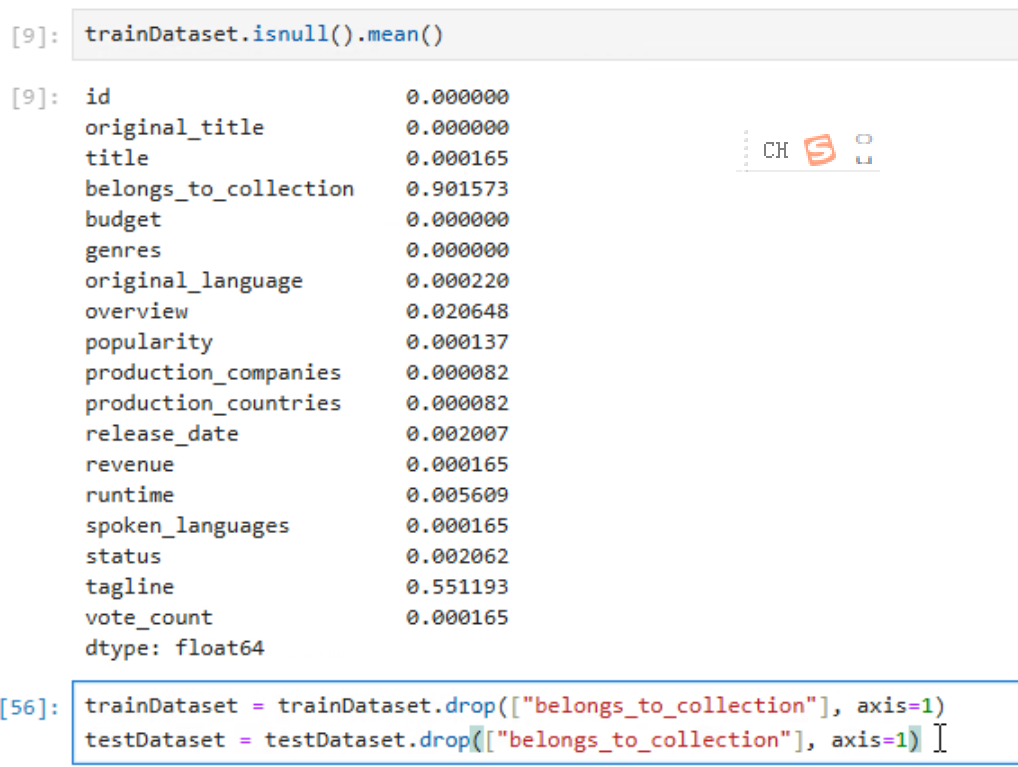 [9]: trainDataset.isnull().mean()
[9]: id 0.000000
original_title 0.000000
title 0.000165
belongs_to_collection 0.901573
budget 0.000000
genres 0.000000
original_language 0.000220
overview 0.020648
popularity 0.000137
production_companies 0.000082
production_countries 0.000082
release_date 0.002007
revenue 0.000165
runtime 0.005609
spoken_languages 0.000165
status 0.002062
tagline 0.551193
vote_count 0.000165
dtype: float64
CH S
[56]: trainDataset = trainDataset.drop(["belongs_to_collection"], axis=1)
testDataset = testDataset.drop(["belongs_to_collection"], axis=1)